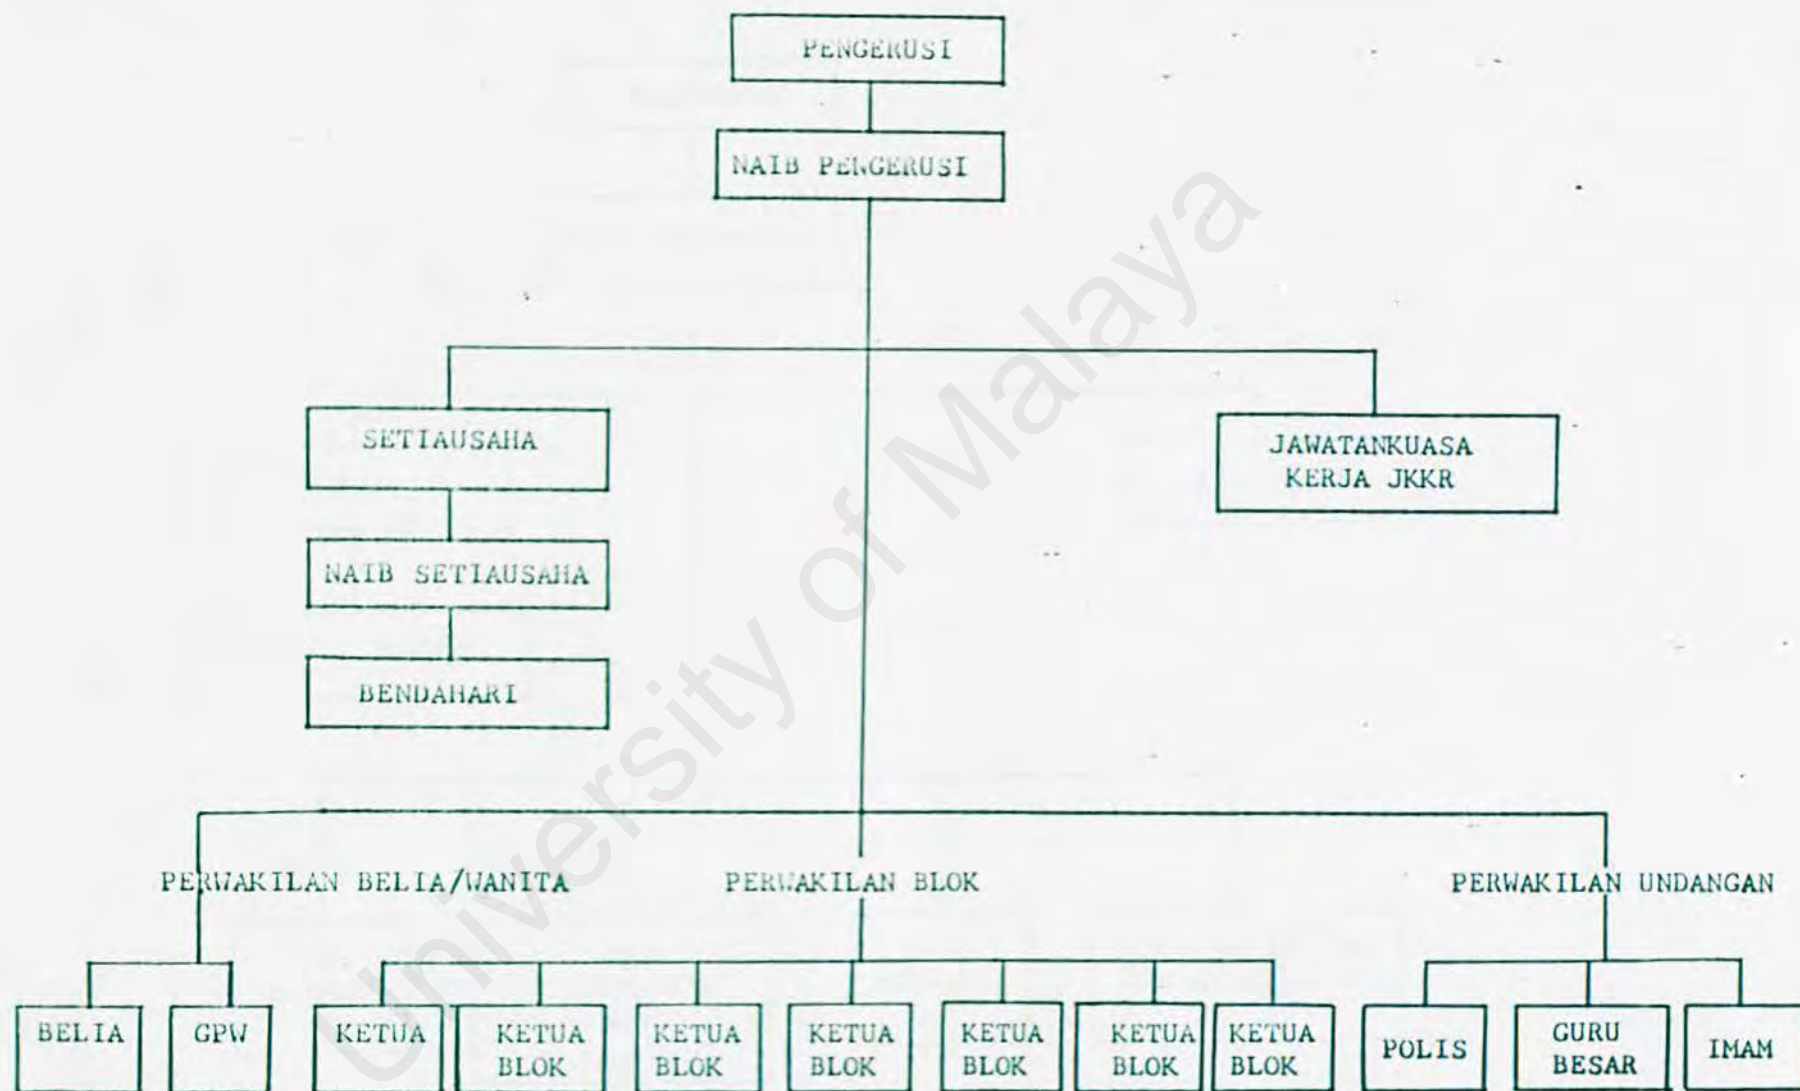 PENGERUSI
NAIB PENGERUSI
SETIAUSAHA
JAWATANKUASA
KERJA JKKR
NAIB SETIAUSAHA
BENDAHARI
PERWAKILAN BELIA/WANITA
PERWAKILAN BLOK
PERWAKILAN UNDANGAN
BELIA
GPW
KETUA
KETUA
BLOK
KETUA
BLOK
KETUA
BLOK
KETUA
BLOK
KETUA
BLOK
KETUA
BLOK
POLIS
GURU
BESAR
IMAM
University of Malaya